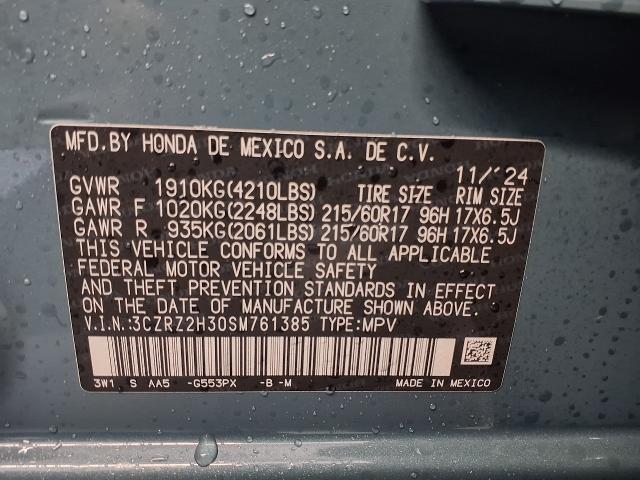 MFD.BY HONDA DE MEXICO S.A. DE C.V.
11/'24
GVWR 1910KG(4210LBS) TIRE SIZE RIM SIZE
GAWR F 1020KG(2248LBS) 215/60R17 96H 17X6.5J
GAWR R 935KG(2061LBS) 215/60R17 96H 17X6.5J
THIS VEHICLE CONFORMS TO ALL APPLICABLE
FEDERAL MOTOR VEHICLE SAFETY
AND THEFT PREVENTION STANDARDS IN EFFECT
ON THE DATE OF MANUFACTURE SHOWN ABOVE.
V.I.N.:3CZRZ2H30SM761385 TYPE:MPV
3W1 S AA5 -G553PX -B-M MADE IN MEXICO